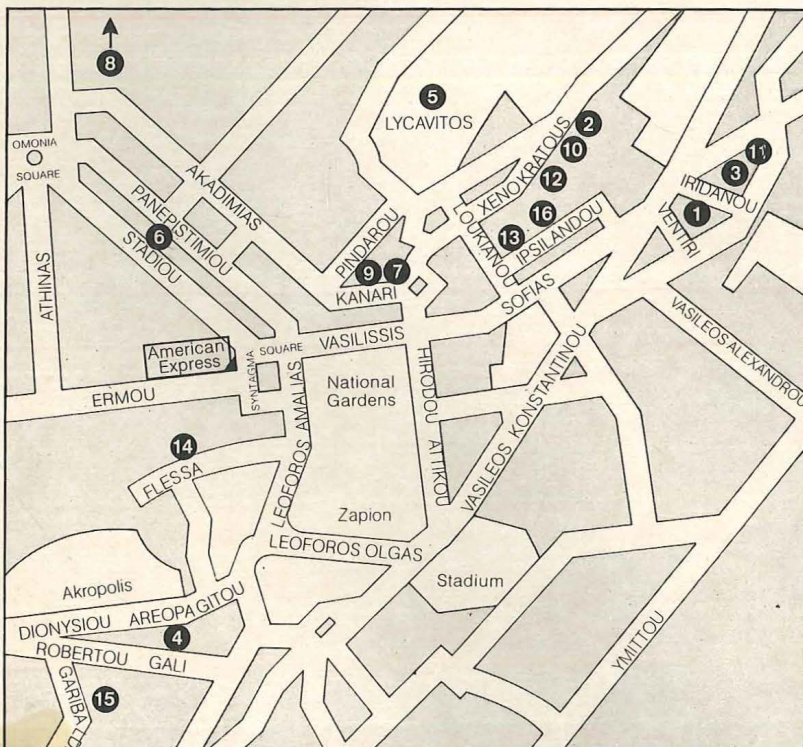 8
5
LYCAVITOS
2
10
12
16
13
11
3
1
OMONIA
SQUARE
AKADIMIAS
PANEPISTIMIOU
STADIOU
6
ATHINAS
PINDAROU
XENOKRATOUS
LOUKIANOU
IPSILANDOU
IRIDANOU
VENTIRI
9
7
KANARI
SOFIAS
VASILISSIS
VASILEOS ALEXANDROU
American
Express
SYNTAGMA
SQUARE
ERMOU
National
Gardens
HIRODOU ATTIKOU
VASILEOS KONSTANTINOU
LEOFOROS AMALIAS
14
FLESSA
Zapion
LEOFOROS OLGAS
Stadium
Akropolis
DIONYSIOU AREOPAGITOU
4
ROBERTOU GALI
15
YMITTOU